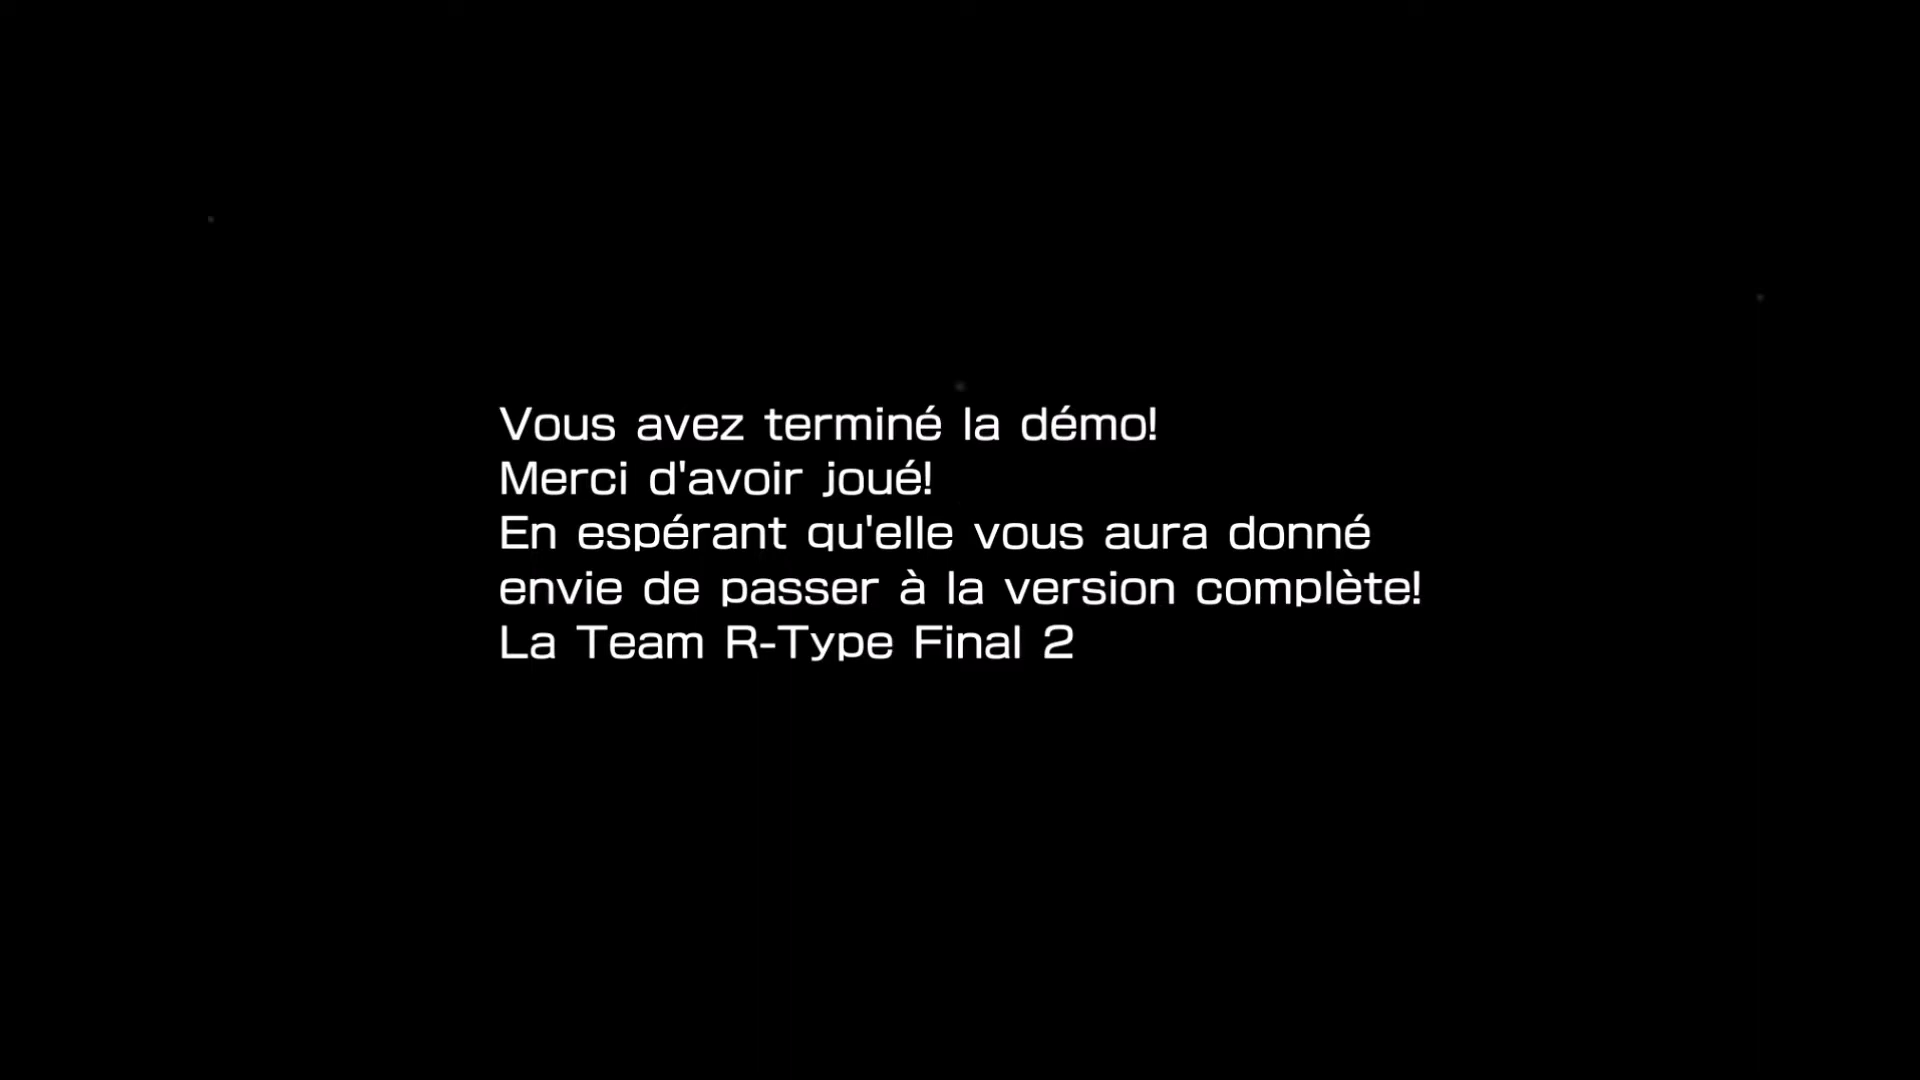 Vous avez terminé la démo!
Merci d'avoir joué!
En espérant qu'elle vous aura donné
envie de passer à la version complète!
La Team R-Type Final 2